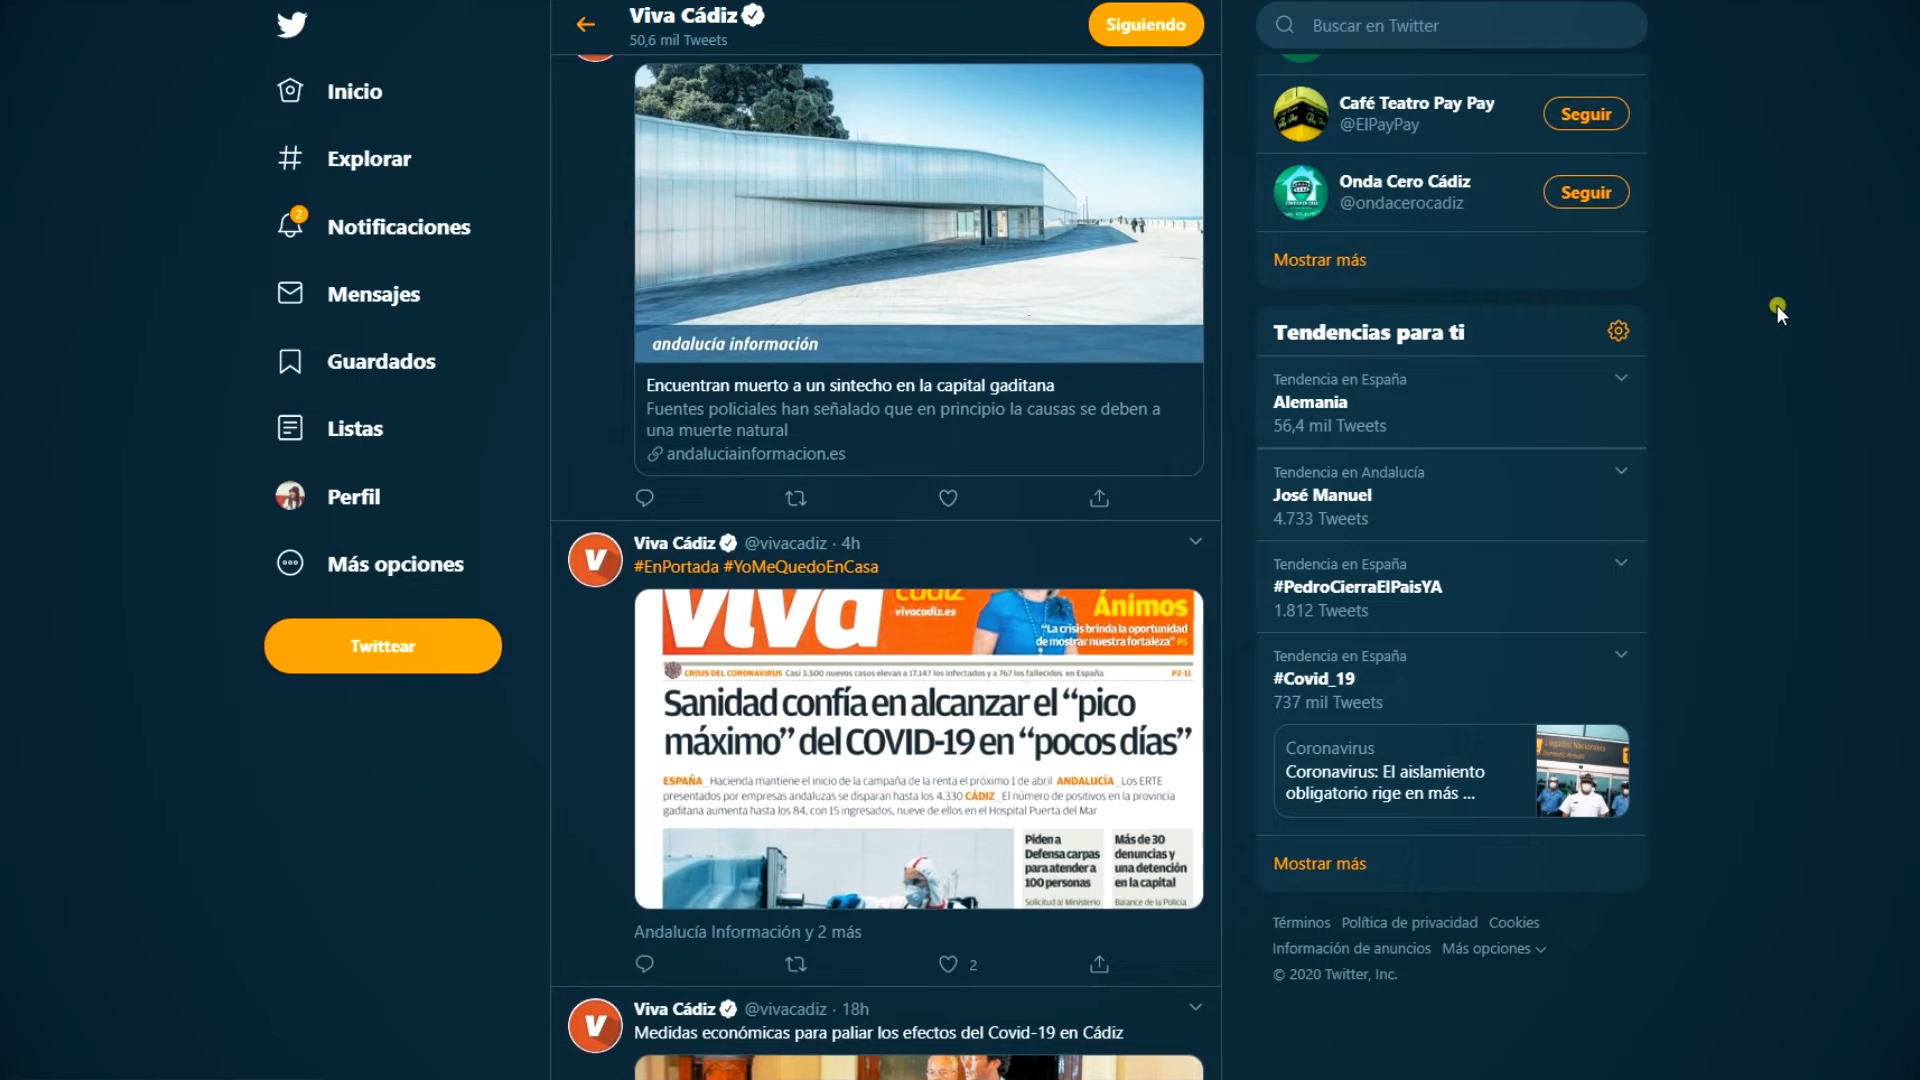 Inicio
Explorar
2
Notificaciones
Mensajes
Guardados
Listas
Perfil
Más opciones
Twittear
Viva Cádiz
50,6 mil Tweets
Siguiendo
andalucía información
Encuentran muerto a un sintecho en la capital gaditana
Fuentes policiales han señalado que en principio la causas se deben a
una muerte natural
andaluciainformacion.es
Viva Cádiz @vivacadiz · 4h
#EnPortada #YoMeQuedoEnCasa
viva
cádiz
vivacadiz.es
Ánimos
“La crisis brinda la oportunidad
de mostrar nuestra fortaleza” P5
CRISIS DEL CORONAVIRUS Casi 3.500 nuevos casos elevan a 17.147 los infectados y a 767 los fallecidos en España P2-11
Sanidad confía en alcanzar el “pico
máximo” del COVID-19 en “pocos días”
ESPAÑA_Hacienda mantiene el inicio de la campaña de la renta el próximo 1 de abril ANDALUCÍA_Los ERTE
presentados por empresas andaluzas se disparan hasta los 4.330 CÁDIZ_El número de positivos en la provincia
gaditana aumenta hasta los 84, con 15 ingresados, nueve de ellos en el Hospital Puerta del Mar
Piden a
Defensa carpas
para atender a
100 personas
Solicitud al Ministerio
Más de 30
denuncias y
una detención
en la capital
Balance de la Policía
Andalucía Información y 2 más
2
Viva Cádiz @vivacadiz · 18h
Medidas económicas para paliar los efectos del Covid-19 en Cádiz
Buscar en Twitter
Café Teatro Pay Pay
@ElPayPay
Seguir
Onda Cero Cádiz
@ondacerocadiz
Seguir
Mostrar más
Tendencias para ti
Tendencia en España
Alemania
56,4 mil Tweets
Tendencia en Andalucía
José Manuel
4.733 Tweets
Tendencia en España
#PedroCierraElPaisYA
1.812 Tweets
Tendencia en España
#Covid_19
737 mil Tweets
Coronavirus
Coronavirus: El aislamiento
obligatorio rige en más ...
Llegadas Nacionales
Mostrar más
Términos Política de privacidad Cookies
Información de anuncios Más opciones
© 2020 Twitter, Inc.